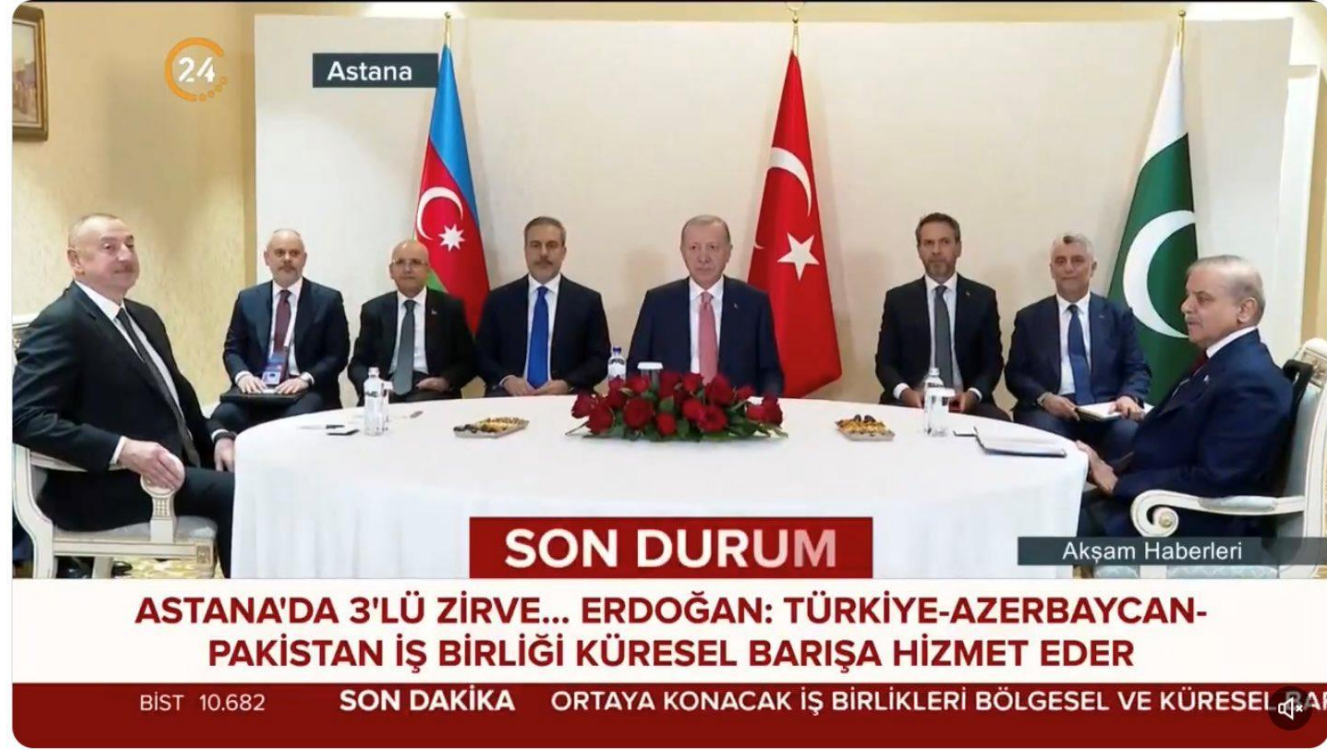 24
Astana
SON DURUM
Akşam Haberleri
ASTANA'DA 3'LÜ ZİRVE... ERDOĞAN: TÜRKİYE-AZERBAYCAN-
PAKİSTAN İŞ BİRLİĞİ KÜRESEL BARIŞA HİZMET EDER
BİST 10.682 SON DAKİKA ORTAYA KONACAK İŞ BİRLİKLERİ BÖLGESEL VE KÜRESEL